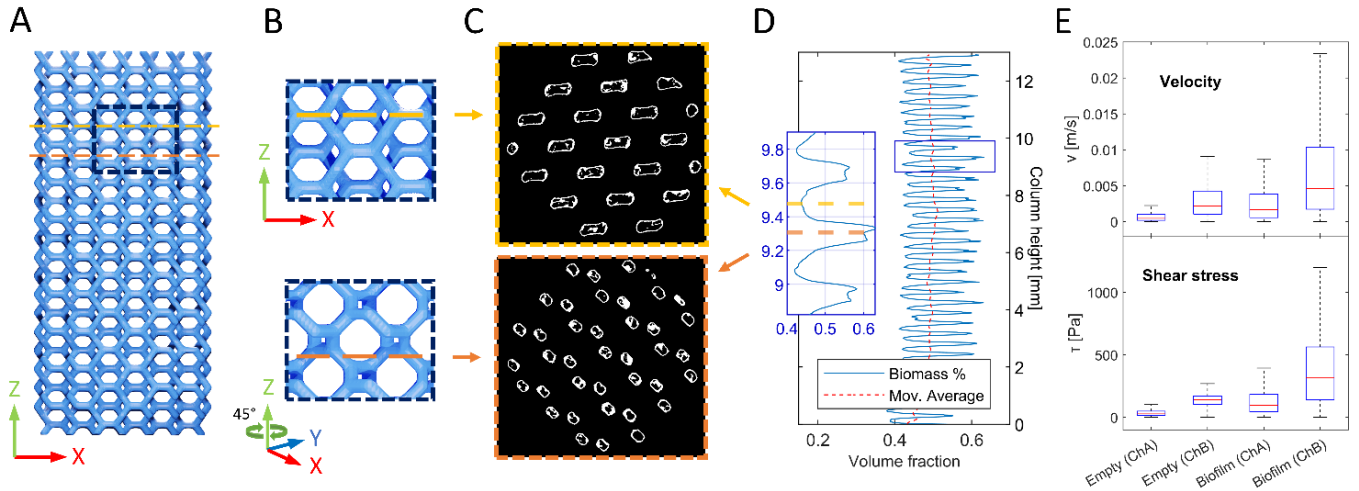 A
B
C
D
E
Z
X
Z
X
Z
X
45°
Z
Y
X
9.8
9.6
9.4
9.2
9
0.4
0.5
0.6
12
10
8
6
4
2
0
Column height [mm]
Biomass %
Mov. Average
0.2
0.4
0.6
Volume fraction
0.025
0.02
0.015
0.01
0.005
0
v [m/s]
Velocity
Shear stress
1000
500
0
τ [Pa]
Empty (ChA)
Empty (ChB)
Biofilm (ChA)
Biofilm (ChB)